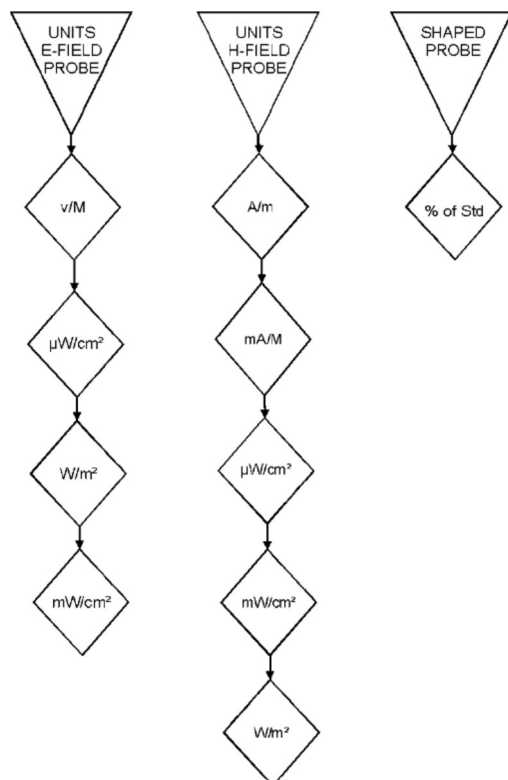 UNITS
E-FIELD
PROBE
v/M
µW/cm²
W/m²
mW/cm²
UNITS
H-FIELD
PROBE
A/m
mA/M
µW/cm²
mW/cm²
W/m²
SHAPED
PROBE
% of Std